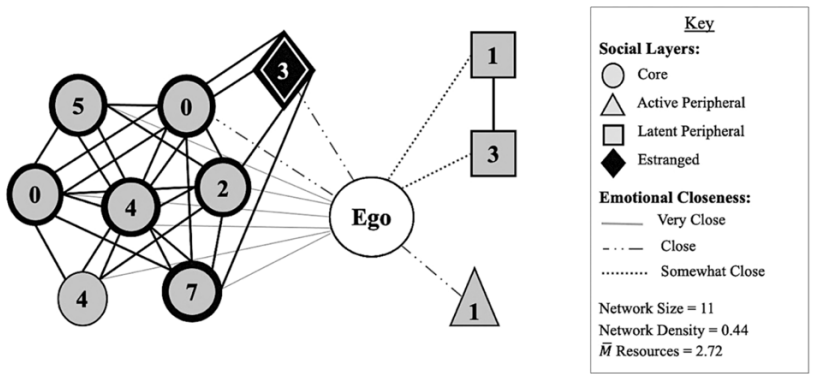 Key
Social Layers:
Core
Active Peripheral
Latent Peripheral
Estranged
Emotional Closeness:
Very Close
Close
Somewhat Close
Network Size = 11
Network Density = 0.44
M̅ Resources = 2.72
3
1
5
0
3
0
4
2
Ego
4
7
1